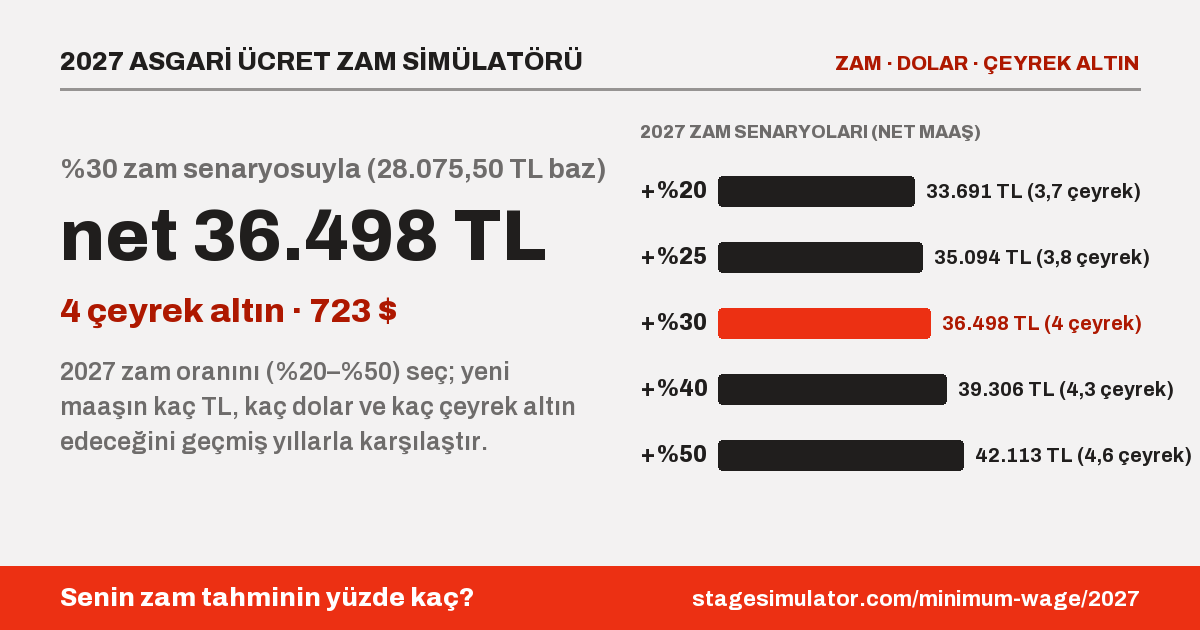 2027 ASGARİ ÜCRET ZAM SİMÜLATÖRÜ
ZAM · DOLAR · ÇEYREK ALTIN
%30 zam senaryosuyla (28.075,50 TL baz)
net 36.498 TL
4 çeyrek altın · 723 $
2027 zam oranını (%20–%50) seç; yeni
maaşın kaç TL, kaç dolar ve kaç çeyrek altın
edeceğini geçmiş yıllarla karşılaştır.
2027 ZAM SENARYOLARI (NET MAAŞ)
+%20 33.691 TL (3,7 çeyrek)
+%25 35.094 TL (3,8 çeyrek)
+%30 36.498 TL (4 çeyrek)
+%40 39.306 TL (4,3 çeyrek)
+%50 42.113 TL (4,6 çeyrek)
Senin zam tahminin yüzde kaç?
stagesimulator.com/minimum-wage/2027